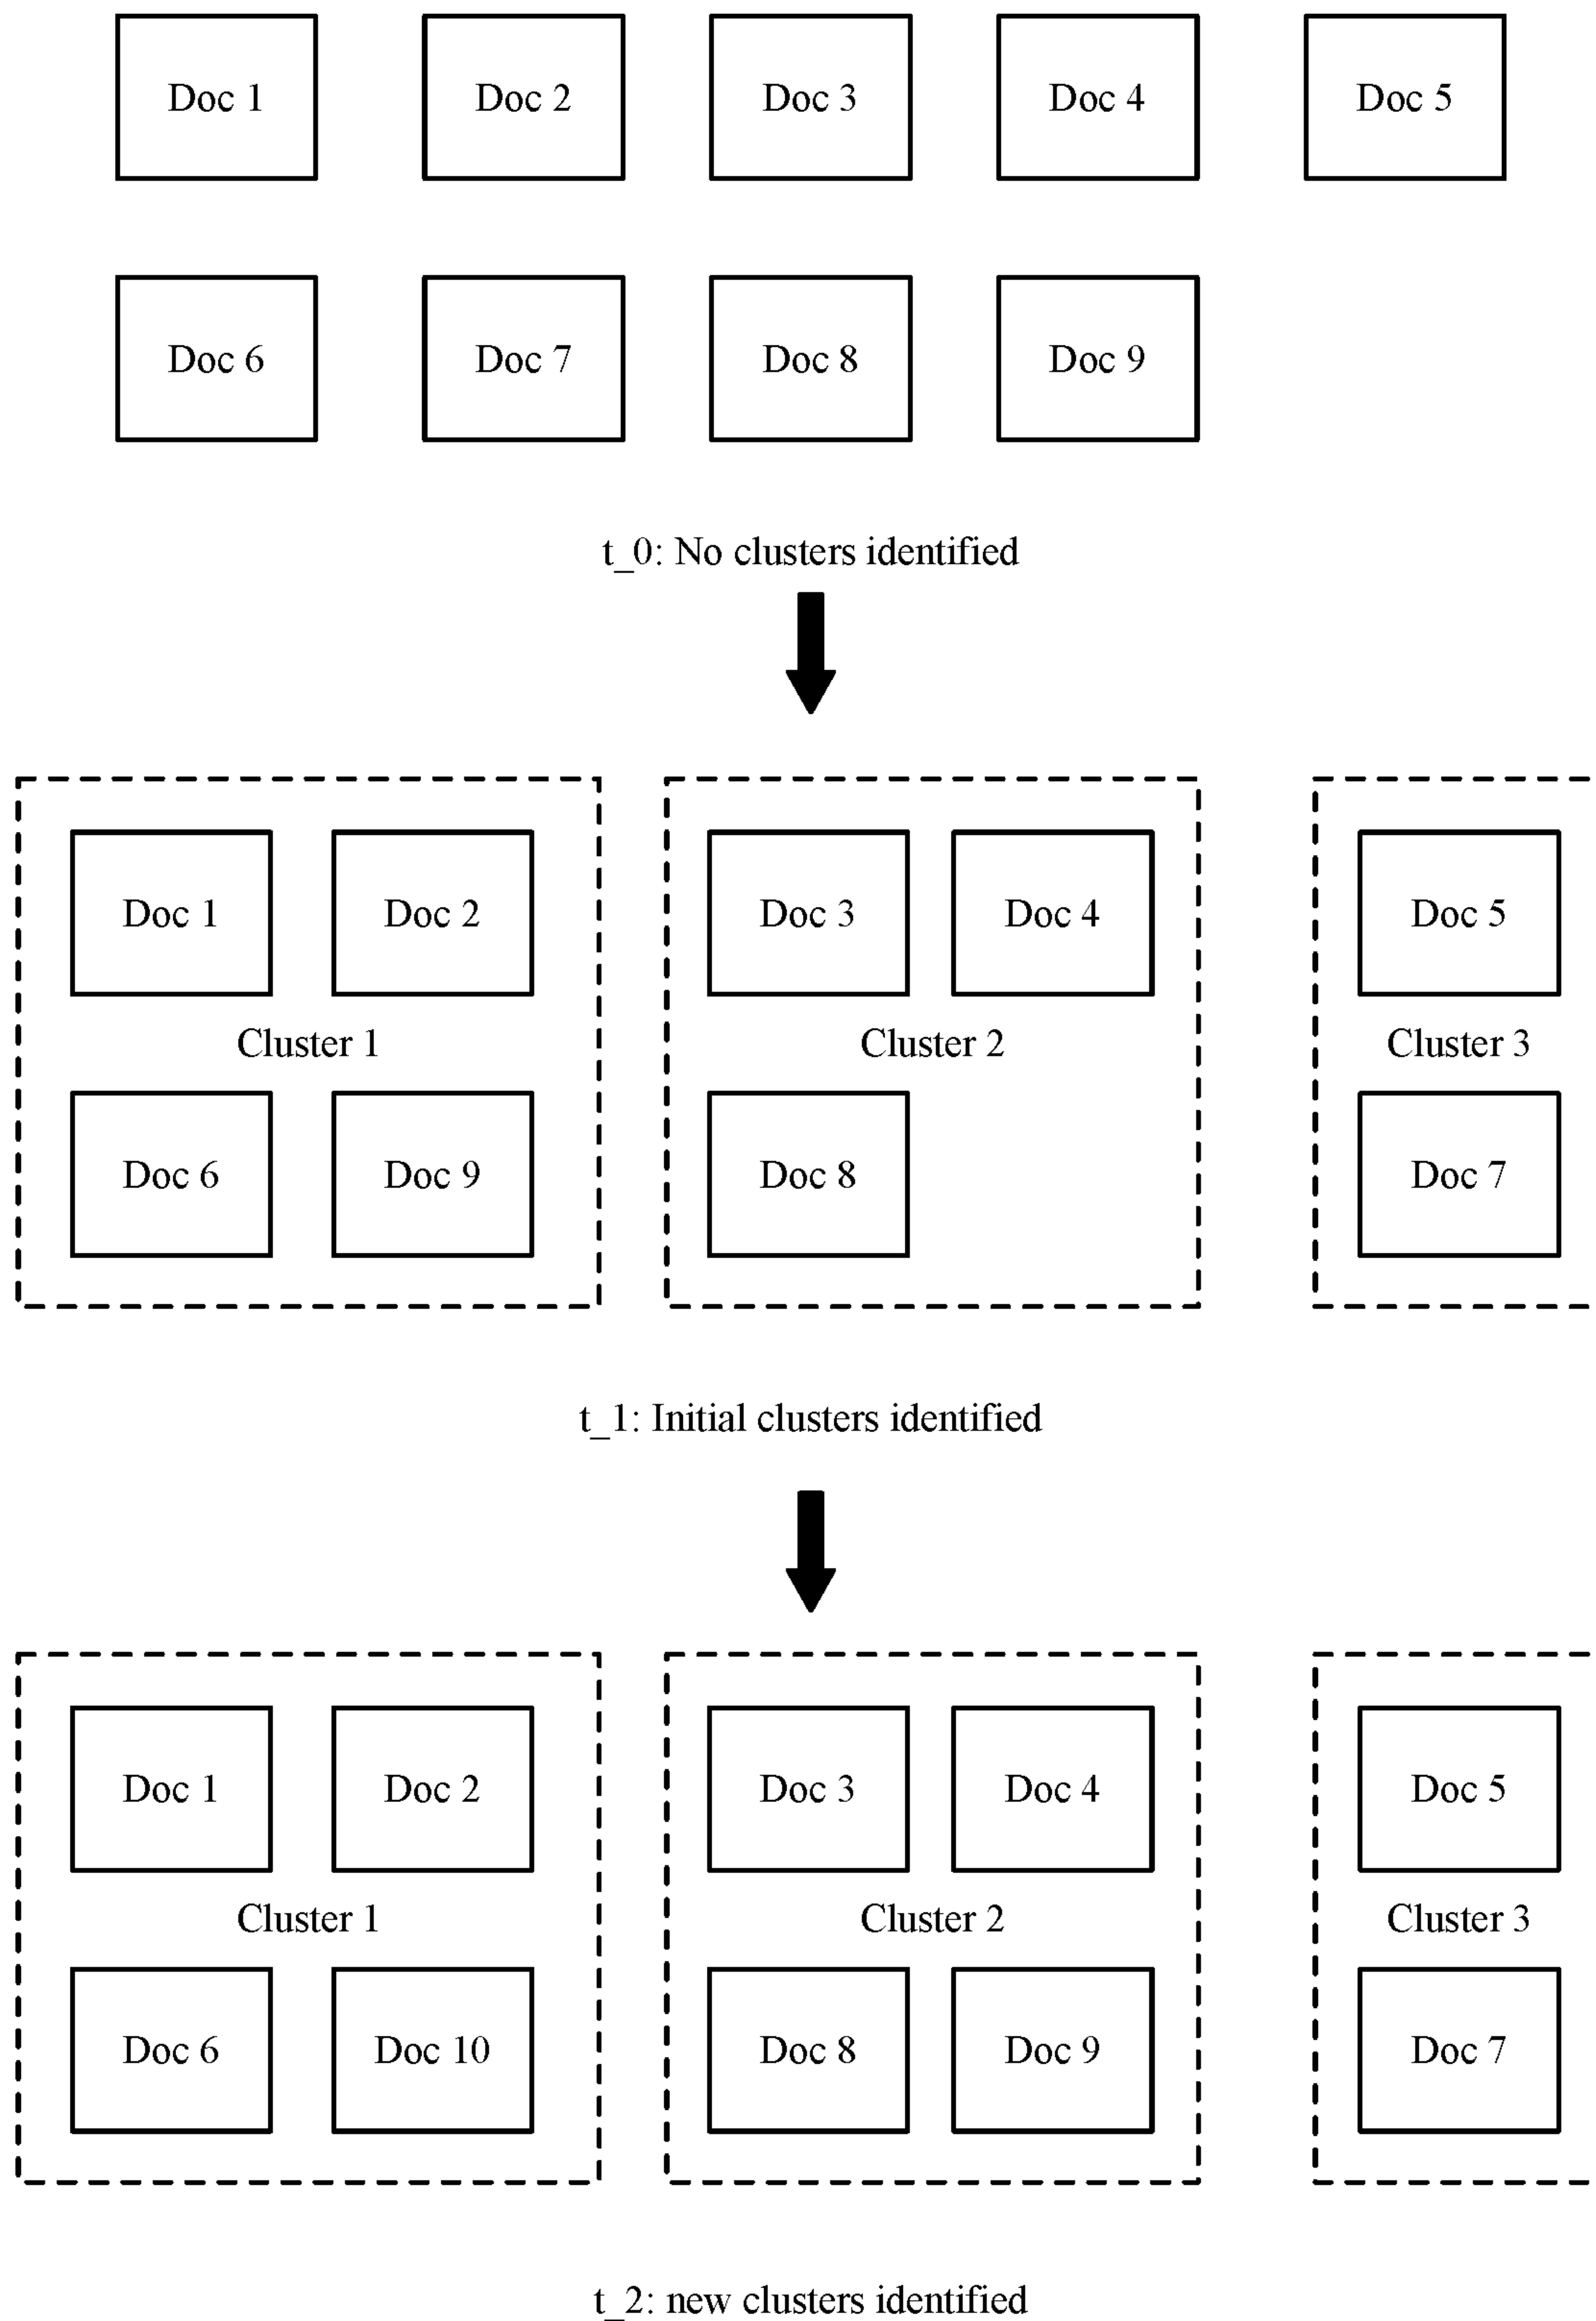 Doc 1 Doc 2 Doc 3 Doc 4 Doc 5
Doc 6 Doc 7 Doc 8 Doc 9
t_0: No clusters identified
Doc 1 Doc 2 Doc 3 Doc 4 Doc 5
Cluster 1 Cluster 2 Cluster 3
Doc 6 Doc 9 Doc 8 Doc 7
t_1: Initial clusters identified
Doc 1 Doc 2 Doc 3 Doc 4 Doc 5
Cluster 1 Cluster 2 Cluster 3
Doc 6 Doc 10 Doc 8 Doc 9 Doc 7
t_2: new clusters identified